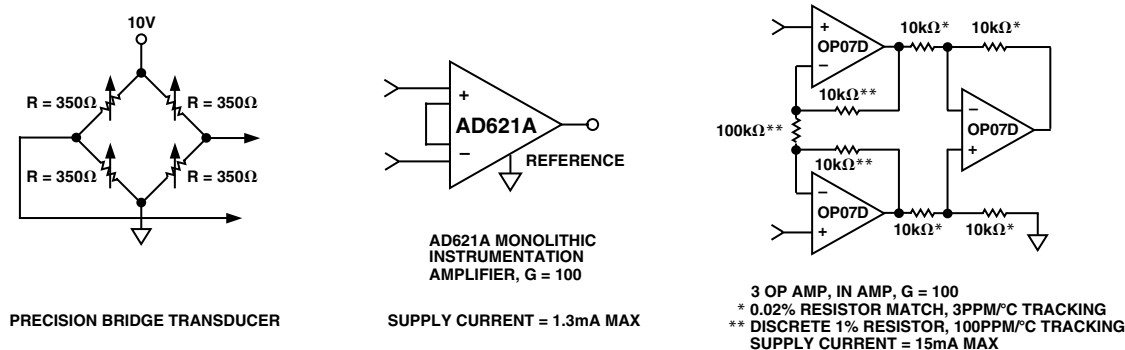 10V
R = 350Ω
R = 350Ω
R = 350Ω
R = 350Ω
PRECISION BRIDGE TRANSDUCER
+
AD621A
−
REFERENCE
AD621A MONOLITHIC
INSTRUMENTATION
AMPLIFIER, G = 100
SUPPLY CURRENT = 1.3mA MAX
+
OP07D
−
10kΩ*
10kΩ*
10kΩ**
100kΩ**
10kΩ**
−
OP07D
+
−
OP07D
+
10kΩ*
10kΩ*
3 OP AMP, IN AMP, G = 100
* 0.02% RESISTOR MATCH, 3PPM/°C TRACKING
** DISCRETE 1% RESISTOR, 100PPM/°C TRACKING
SUPPLY CURRENT = 15mA MAX